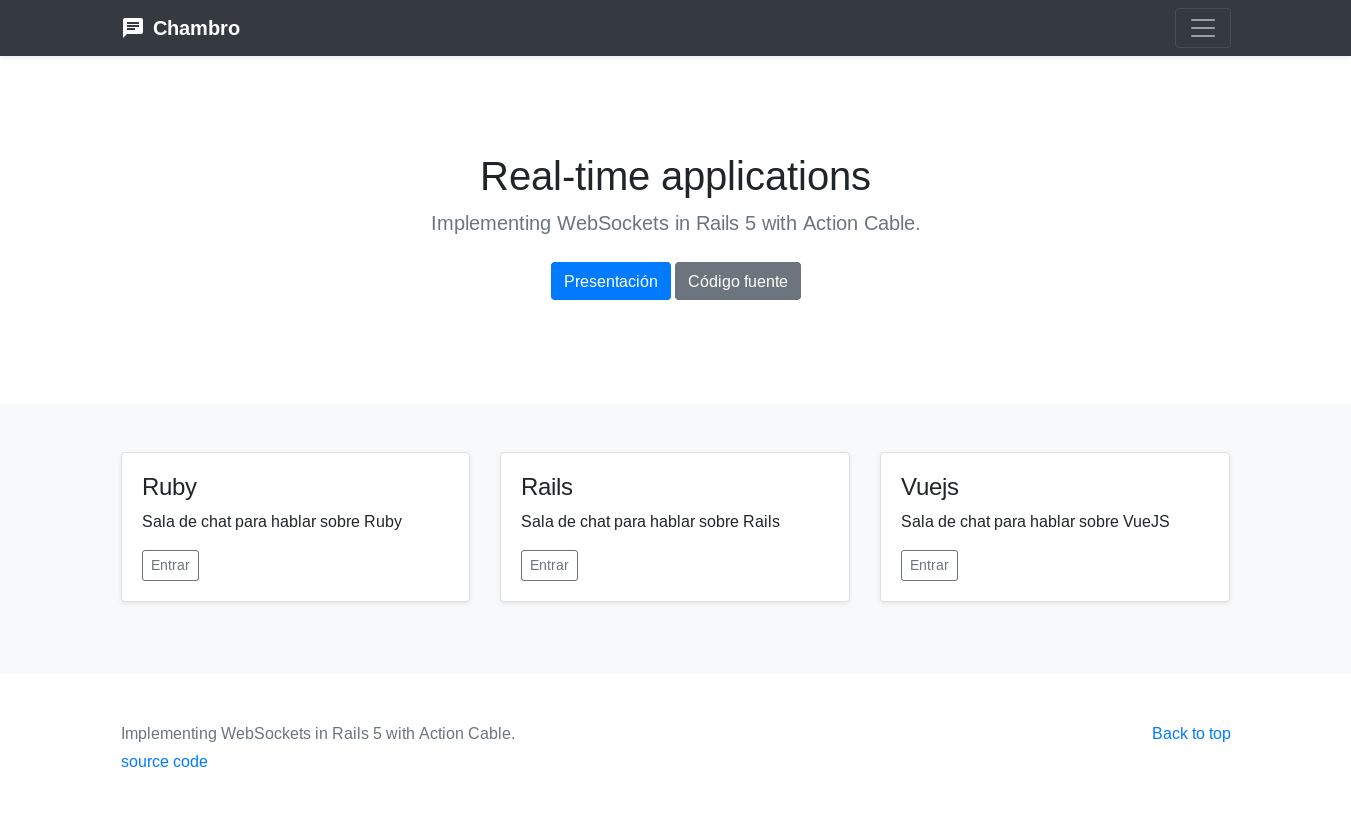 Chambro
Real-time applications
Implementing WebSockets in Rails 5 with Action Cable.
Presentación Código fuente
Ruby
Sala de chat para hablar sobre Ruby
Entrar
Rails
Sala de chat para hablar sobre Rails
Entrar
Vuejs
Sala de chat para hablar sobre VueJS
Entrar
Implementing WebSockets in Rails 5 with Action Cable.
source code
Back to top